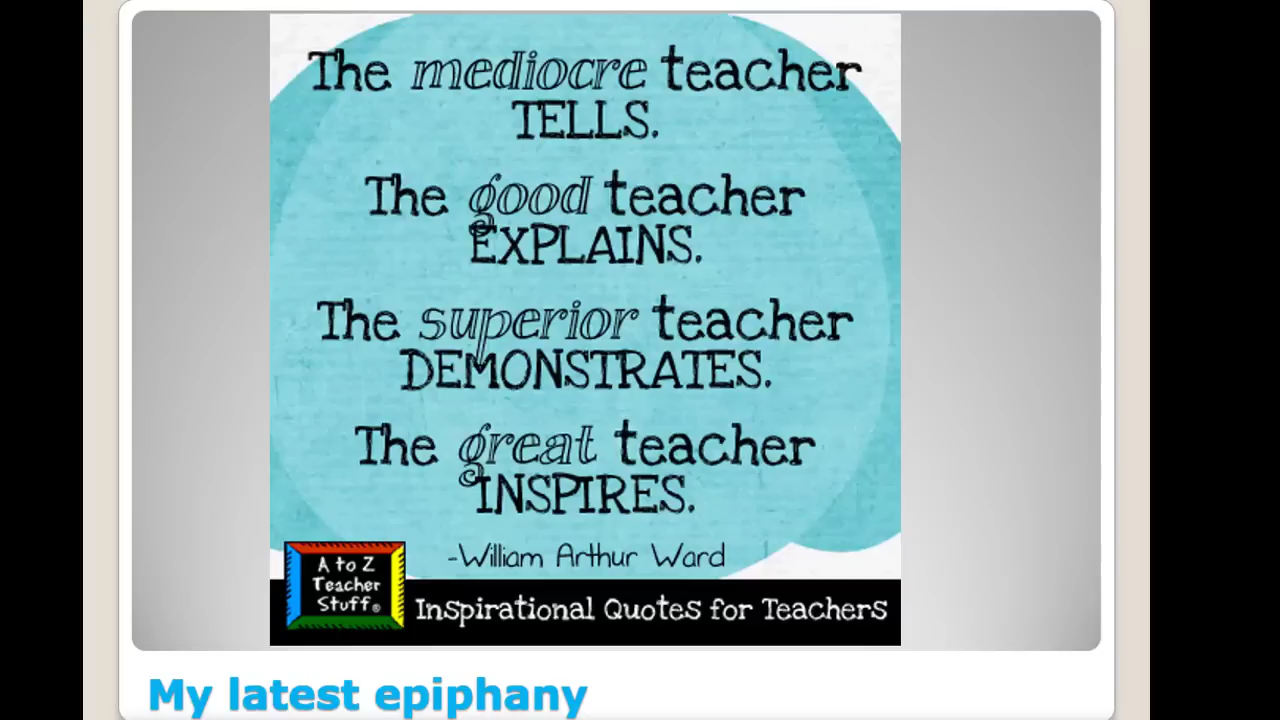 The mediocre teacher
TELLS.
The good teacher
EXPLAINS.
The superior teacher
DEMONSTRATES.
The great teacher
INSPIRES.
-William Arthur Ward
A to Z
Teacher
Stuff®
Inspirational Quotes for Teachers
My latest epiphany